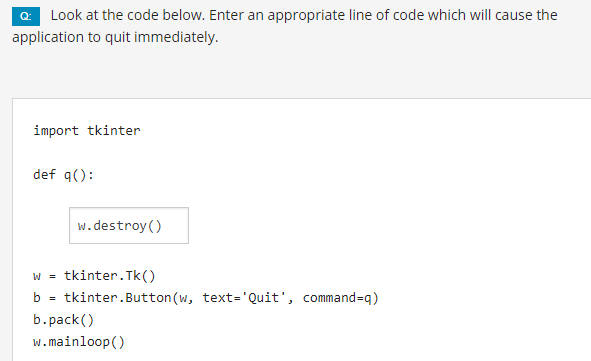 Q: Look at the code below. Enter an appropriate line of code which will cause the
application to quit immediately.
import tkinter
def q():
w.destroy()
w = tkinter.Tk()
b = tkinter.Button(w, text='Quit', command=q)
b.pack()
w.mainloop()